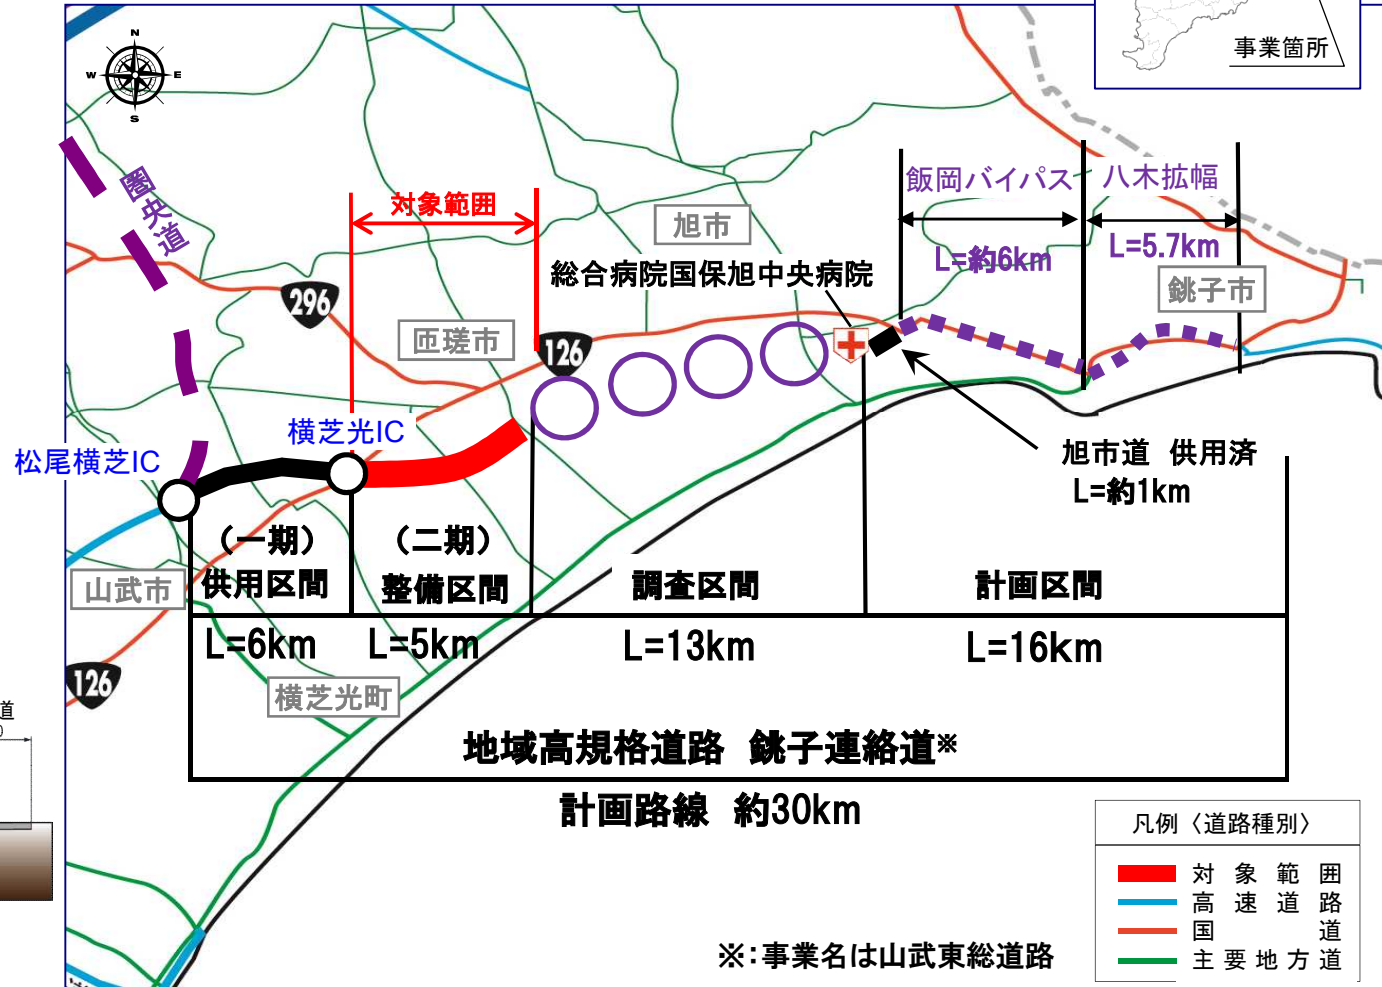 事業箇所
N
W E
S
圏央道
対象範囲
旭市
飯岡バイパス
八木拡幅
L=約6km
L=5.7km
総合病院国保旭中央病院
銚子市
296
匝瑳市
126
横芝光IC
松尾横芝IC
旭市道 供用済
L=約1km
(一期)
供用区間
(二期)
整備区間
調査区間
計画区間
山武市
L=6km
L=5km
L=13km
L=16km
126
横芝光町
道
地域高規格道路 銚子連絡道※
計画路線 約30km
凡例〈道路種別〉
対象範囲
高速道路
国道
主要地方道
※:事業名は山武東総道路